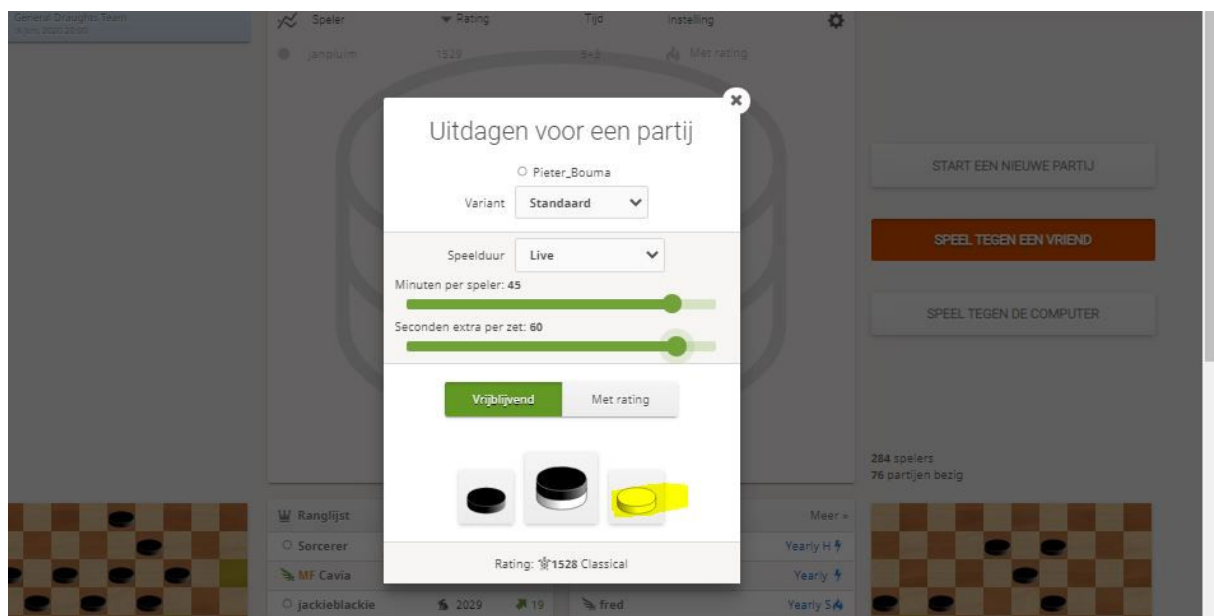 General Draughts Team
Speler Rating Tijd Instelling
janpluim 1529 5+3 Met rating
Uitdagen voor een partij
Pieter_Bouma
Variant Standaard
Speelduur Live
Minuten per speler: 45
Seconden extra per zet: 60
Vrijblijvend Met rating
Rating: 1528 Classical
START EEN NIEUWE PARTIJ
SPEEL TEGEN EEN VRIEND
SPEEL TEGEN DE COMPUTER
284 spelers
76 partijen bezig
Ranglijst Meer »
Sorcerer Yearly H
MF Cavia Yearly
jackieblackie 2029 19 fred Yearly S